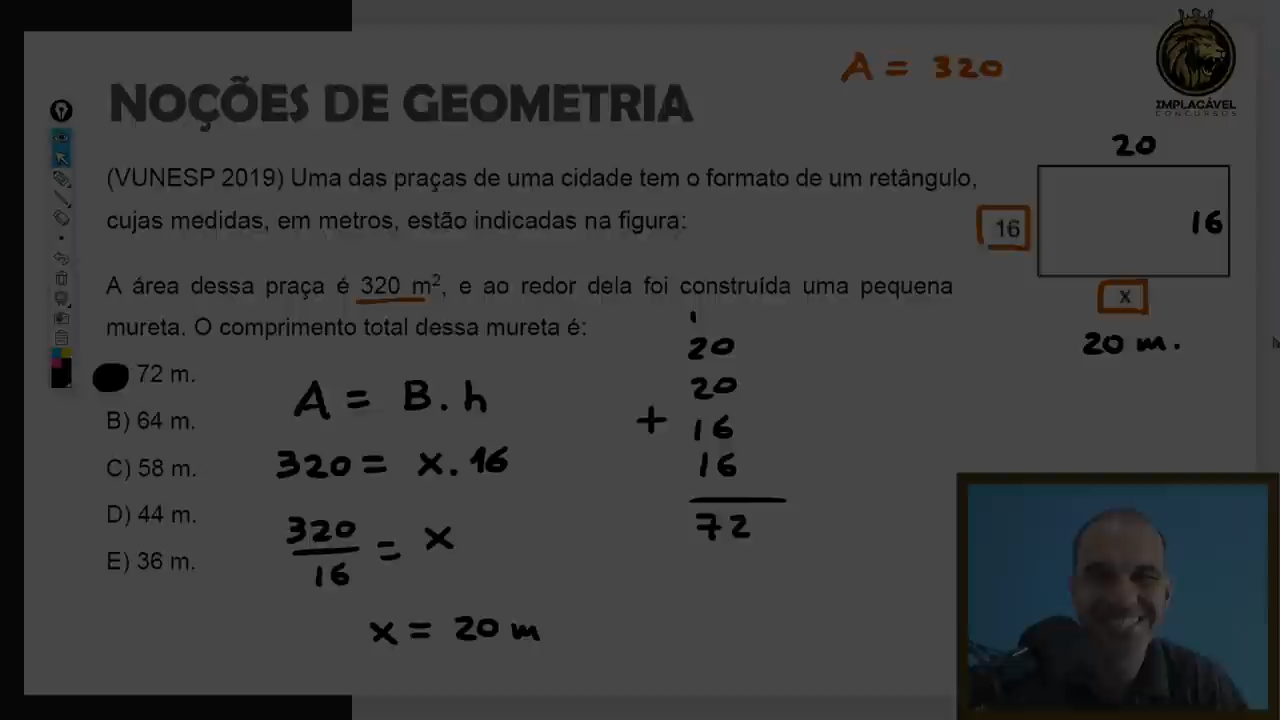 A = 320
IMPLACÁVEL
CONCURSOS
NOÇÕES DE GEOMETRIA
(VUNESP 2019) Uma das praças de uma cidade tem o formato de um retângulo,
cujas medidas, em metros, estão indicadas na figura:
20
16
16
x
20 m.
A área dessa praça é 320 m², e ao redor dela foi construída uma pequena
mureta. O comprimento total dessa mureta é:
72 m.
B) 64 m.
C) 58 m.
D) 44 m.
E) 36 m.
A = B. h
320 = x. 16
320
16
= x
x = 20 m
1
20
20
+ 16
16
72